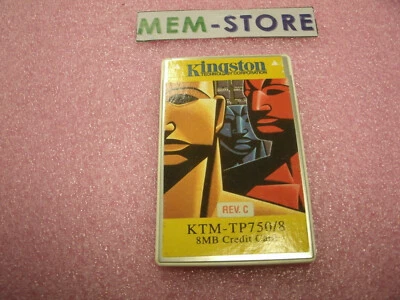 MEM-STORE
Kingston
TECHNOLOGY CORPORATION
REV. C
KTM-TP750/8
8MB Credit Card